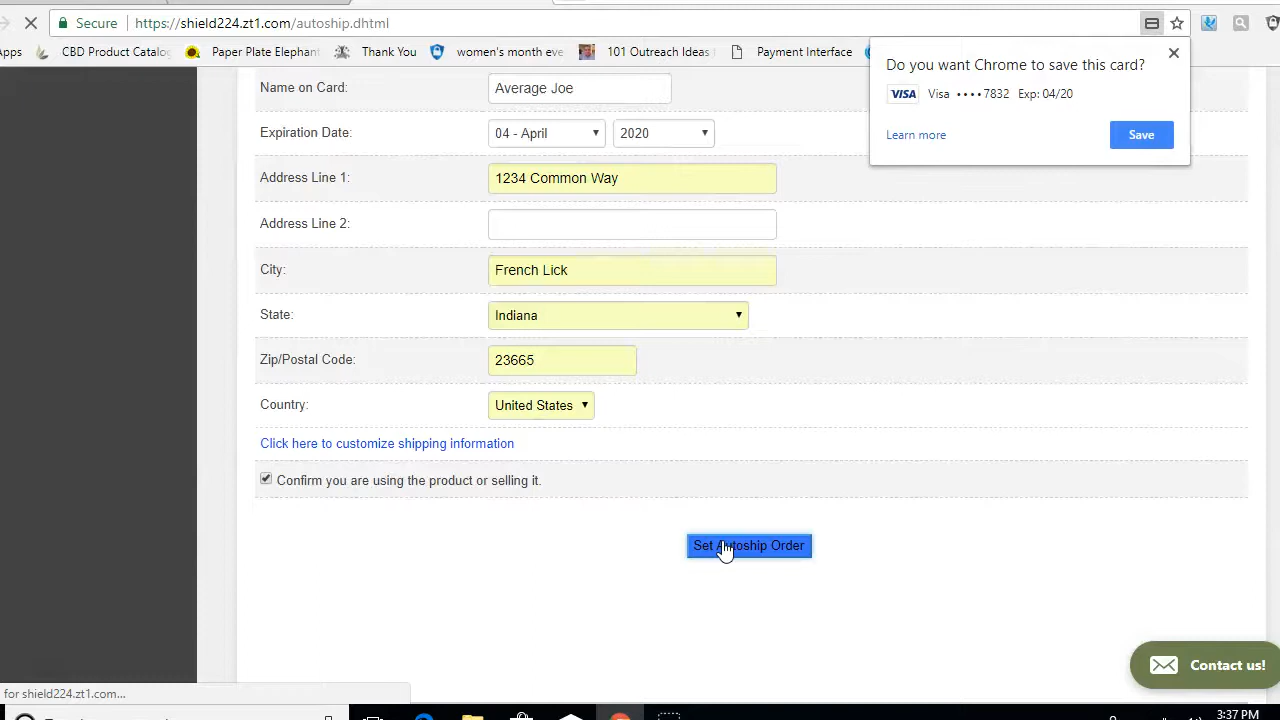 Secure
https://shield224.zt1.com/autoship.dhtml
Apps
CBD Product Catalog
Paper Plate Elephant
Thank You
women's month eve
101 Outreach Ideas
Payment Interface
Do you want Chrome to save this card?
VISA Visa ••••7832 Exp: 04/20
Learn more
Save
Name on Card: Average Joe
Expiration Date: 04 - April 2020
Address Line 1: 1234 Common Way
Address Line 2:
City: French Lick
State: Indiana
Zip/Postal Code: 23665
Country: United States
Click here to customize shipping information
Confirm you are using the product or selling it.
Set Autoship Order
Contact us!
for shield224.zt1.com...
3:37 PM